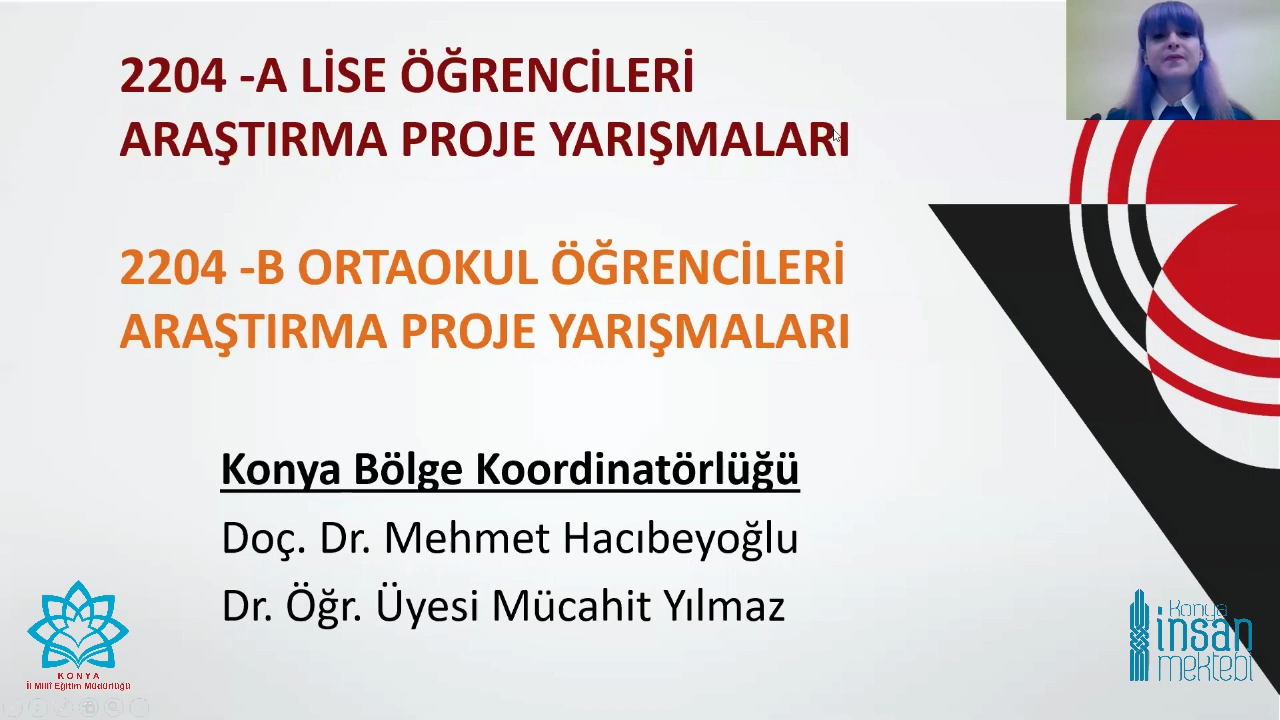 2204 -A LİSE ÖĞRENCİLERİ
ARAŞTIRMA PROJE YARIŞMALARI
2204 -B ORTAOKUL ÖĞRENCİLERİ
ARAŞTIRMA PROJE YARIŞMALARI
Konya Bölge Koordinatörlüğü
Doç. Dr. Mehmet Hacıbeyoğlu
Dr. Öğr. Üyesi Mücahit Yılmaz
KONYA
İl Millî Eğitim Müdürlüğü
Konya
insan
mektebi